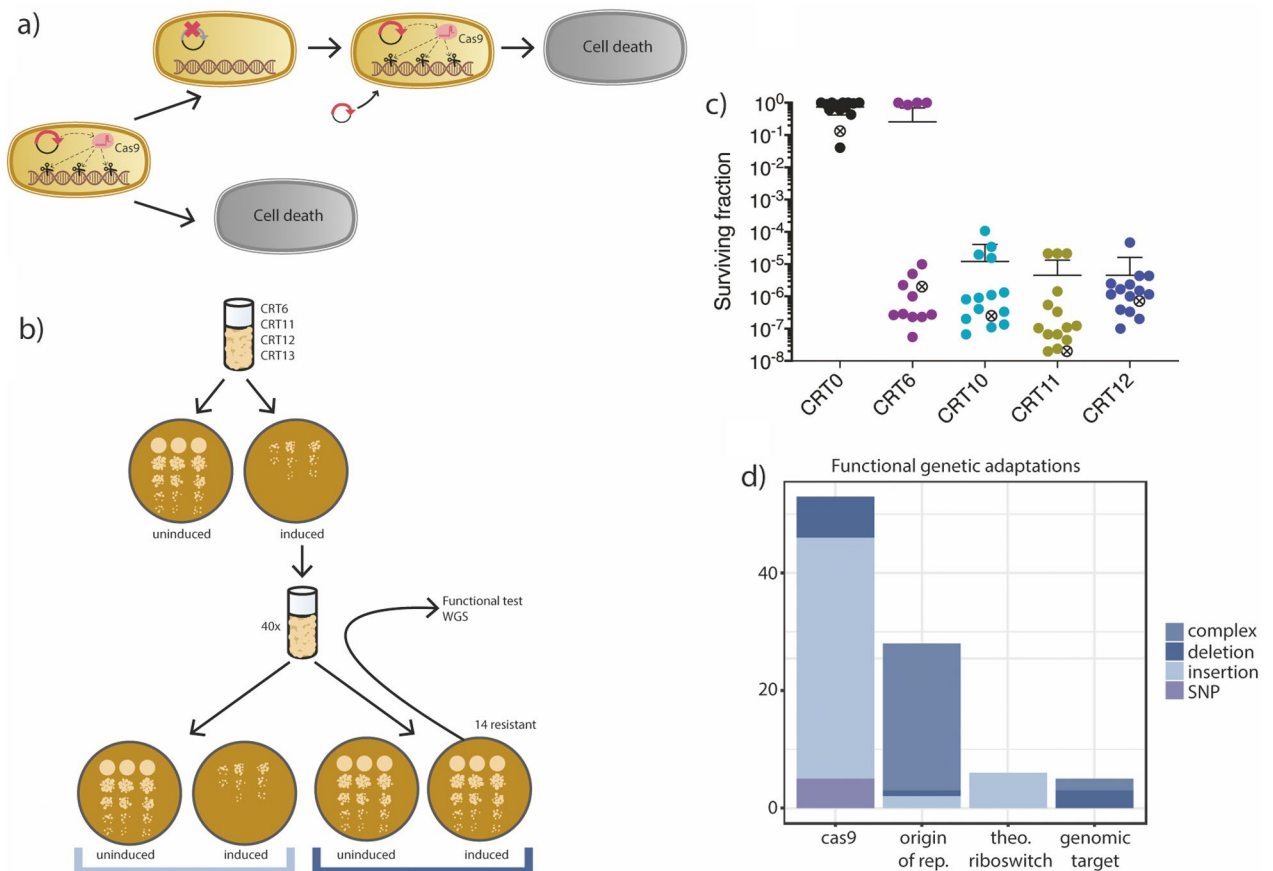 a)
Cas9
Cell death
Cas9
Cell death
b)
CRT6
CRT11
CRT12
CRT13
uninduced
induced
40x
Functional test
WGS
14 resistant
uninduced
induced
uninduced
induced
c)
Surviving fraction
10^0
10^-1
10^-2
10^-3
10^-4
10^-5
10^-6
10^-7
10^-8
CRT0
CRT6
CRT10
CRT11
CRT12
d)
Functional genetic adaptations
40
20
0
cas9
origin
of rep.
theo.
riboswitch
genomic
target
complex
deletion
insertion
SNP